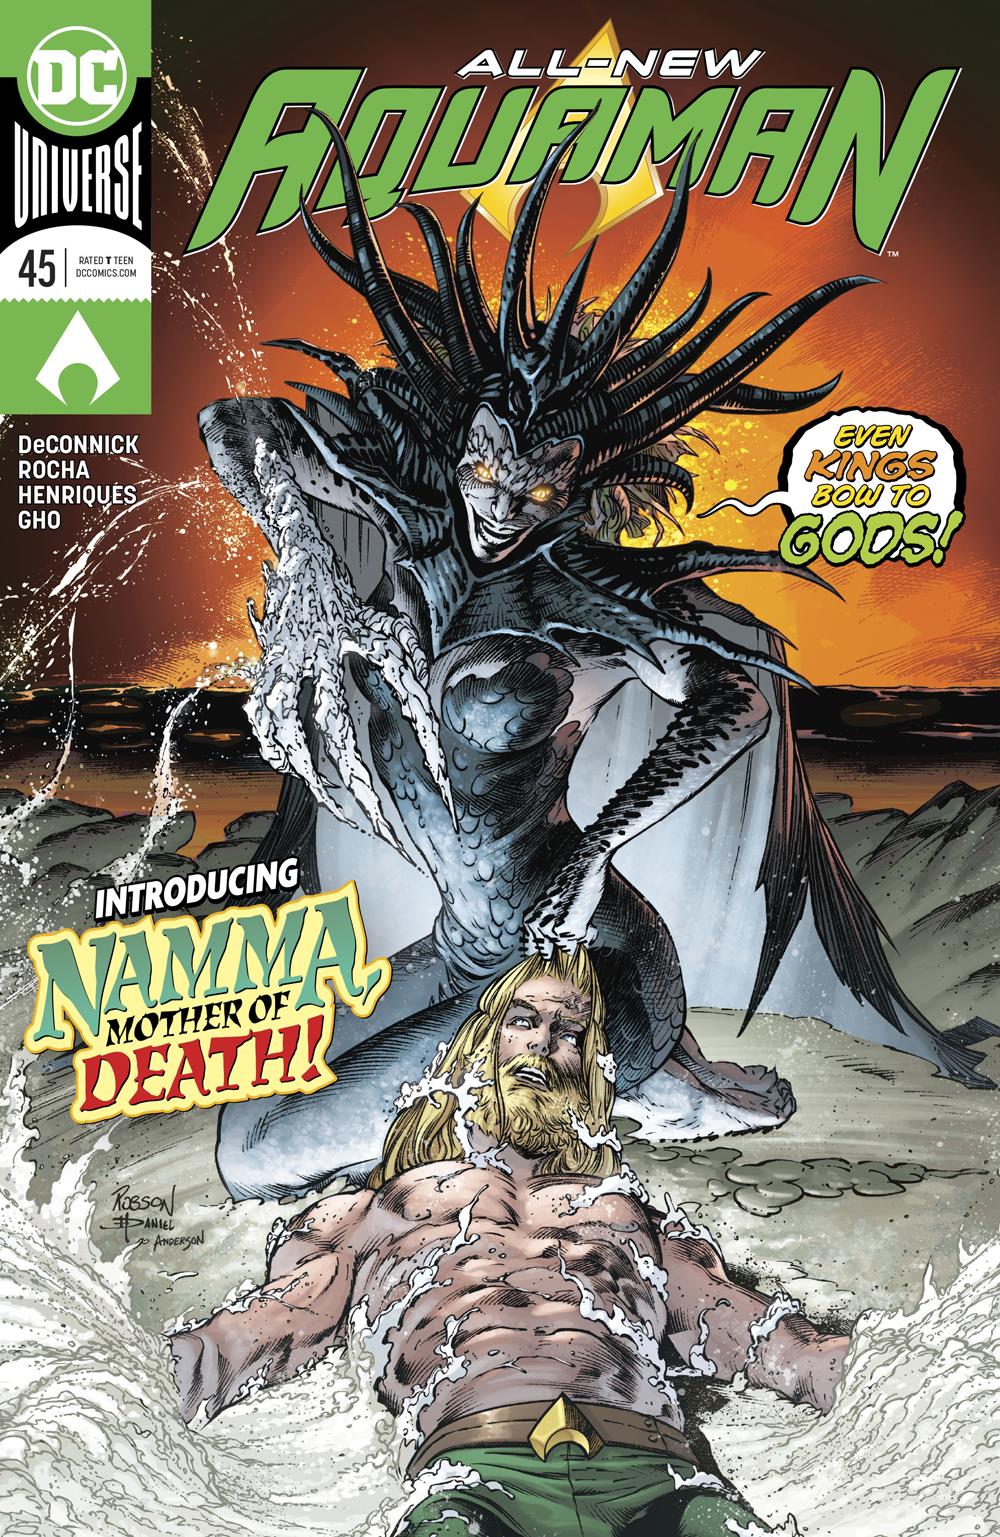 DC
UNIVERSE
45
RATED T TEEN
DCCOMICS.COM
ALL-NEW
AQUAMAN
™
DeCONNICK
ROCHA
HENRIQUES
GHO
EVEN
KINGS
BOW TO
GODS!
INTRODUCING
NAMMA,
MOTHER OF
DEATH!
ROBSON
DANIEL
ANDERSON